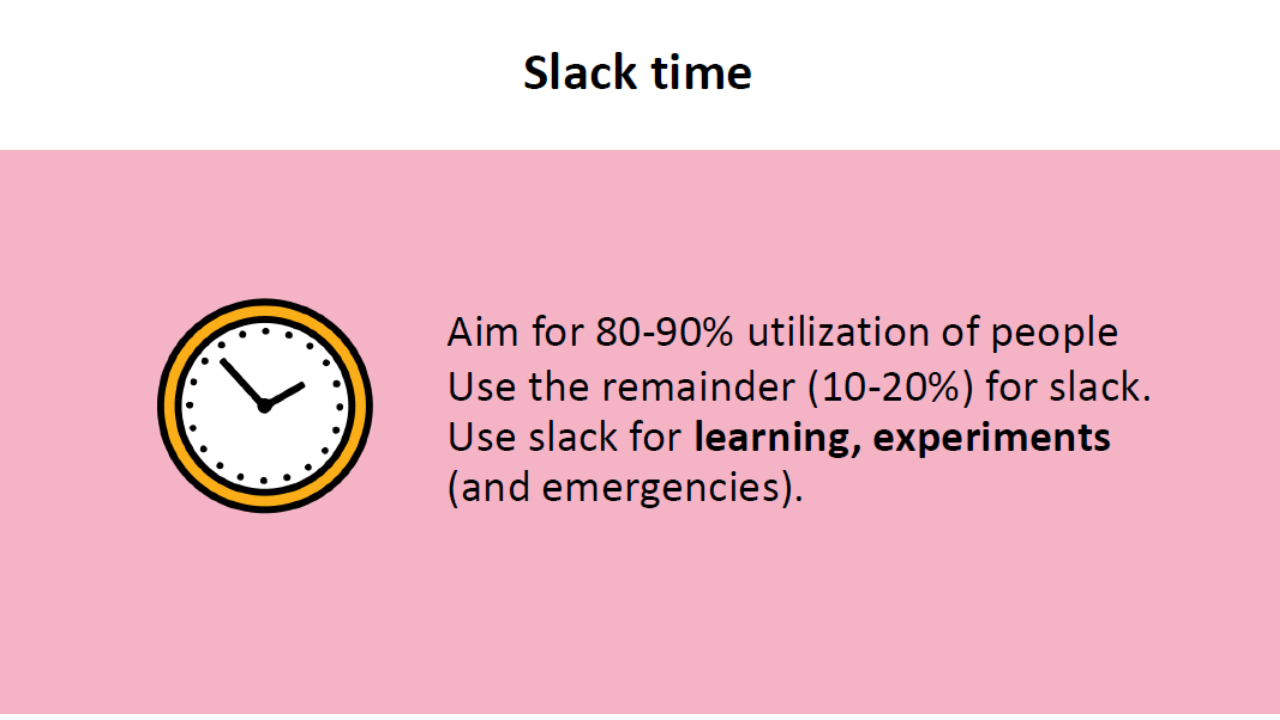 Slack time
Aim for 80-90% utilization of people
Use the remainder (10-20%) for slack.
Use slack for learning, experiments
(and emergencies).